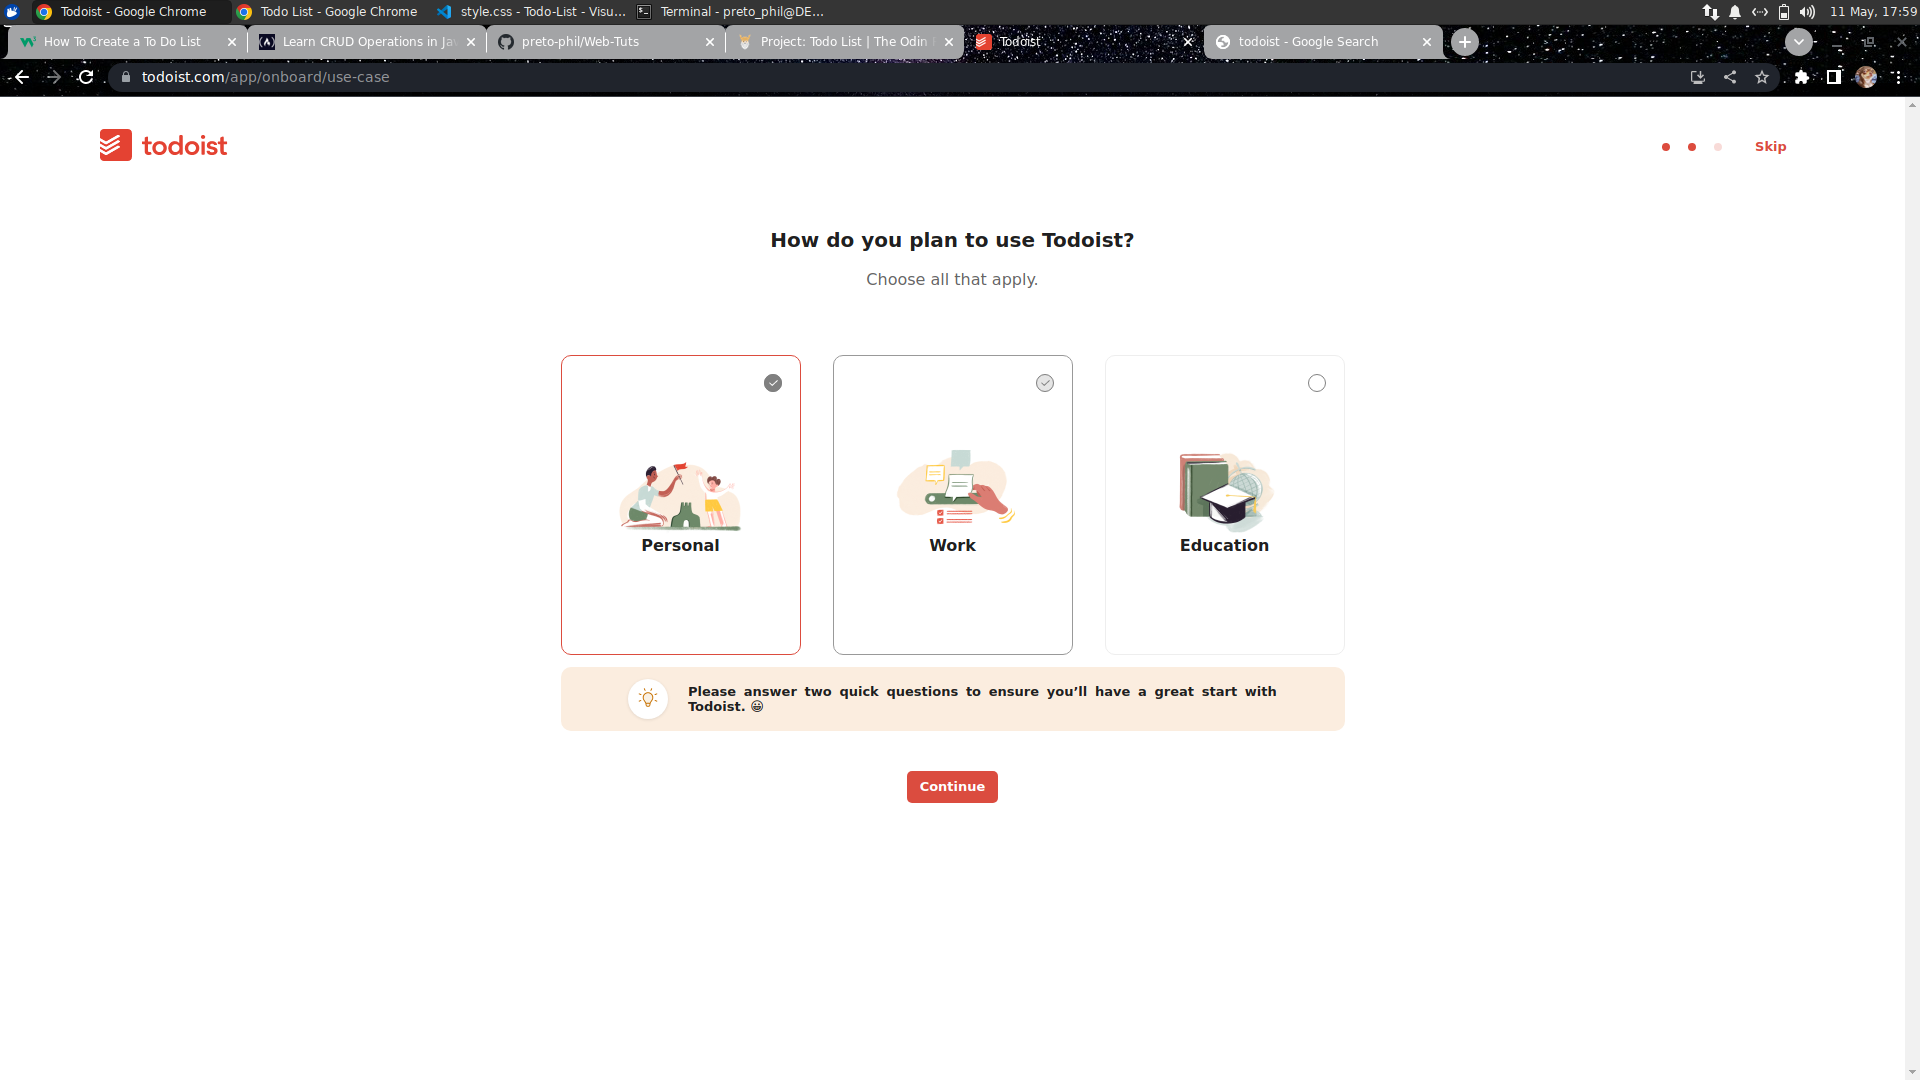 Todoist - Google Chrome
Todo List - Google Chrome
style.css - Todo-List - Visu...
Terminal - preto_phil@DE...
11 May, 17:59
How To Create a To Do List
Learn CRUD Operations in Jav
preto-phil/Web-Tuts
Project: Todo List | The Odin
Todoist
todoist - Google Search
todoist.com/app/onboard/use-case
todoist
Skip
How do you plan to use Todoist?
Choose all that apply.
Personal
Work
Education
Please answer two quick questions to ensure you’ll have a great start with
Todoist. 😀
Continue